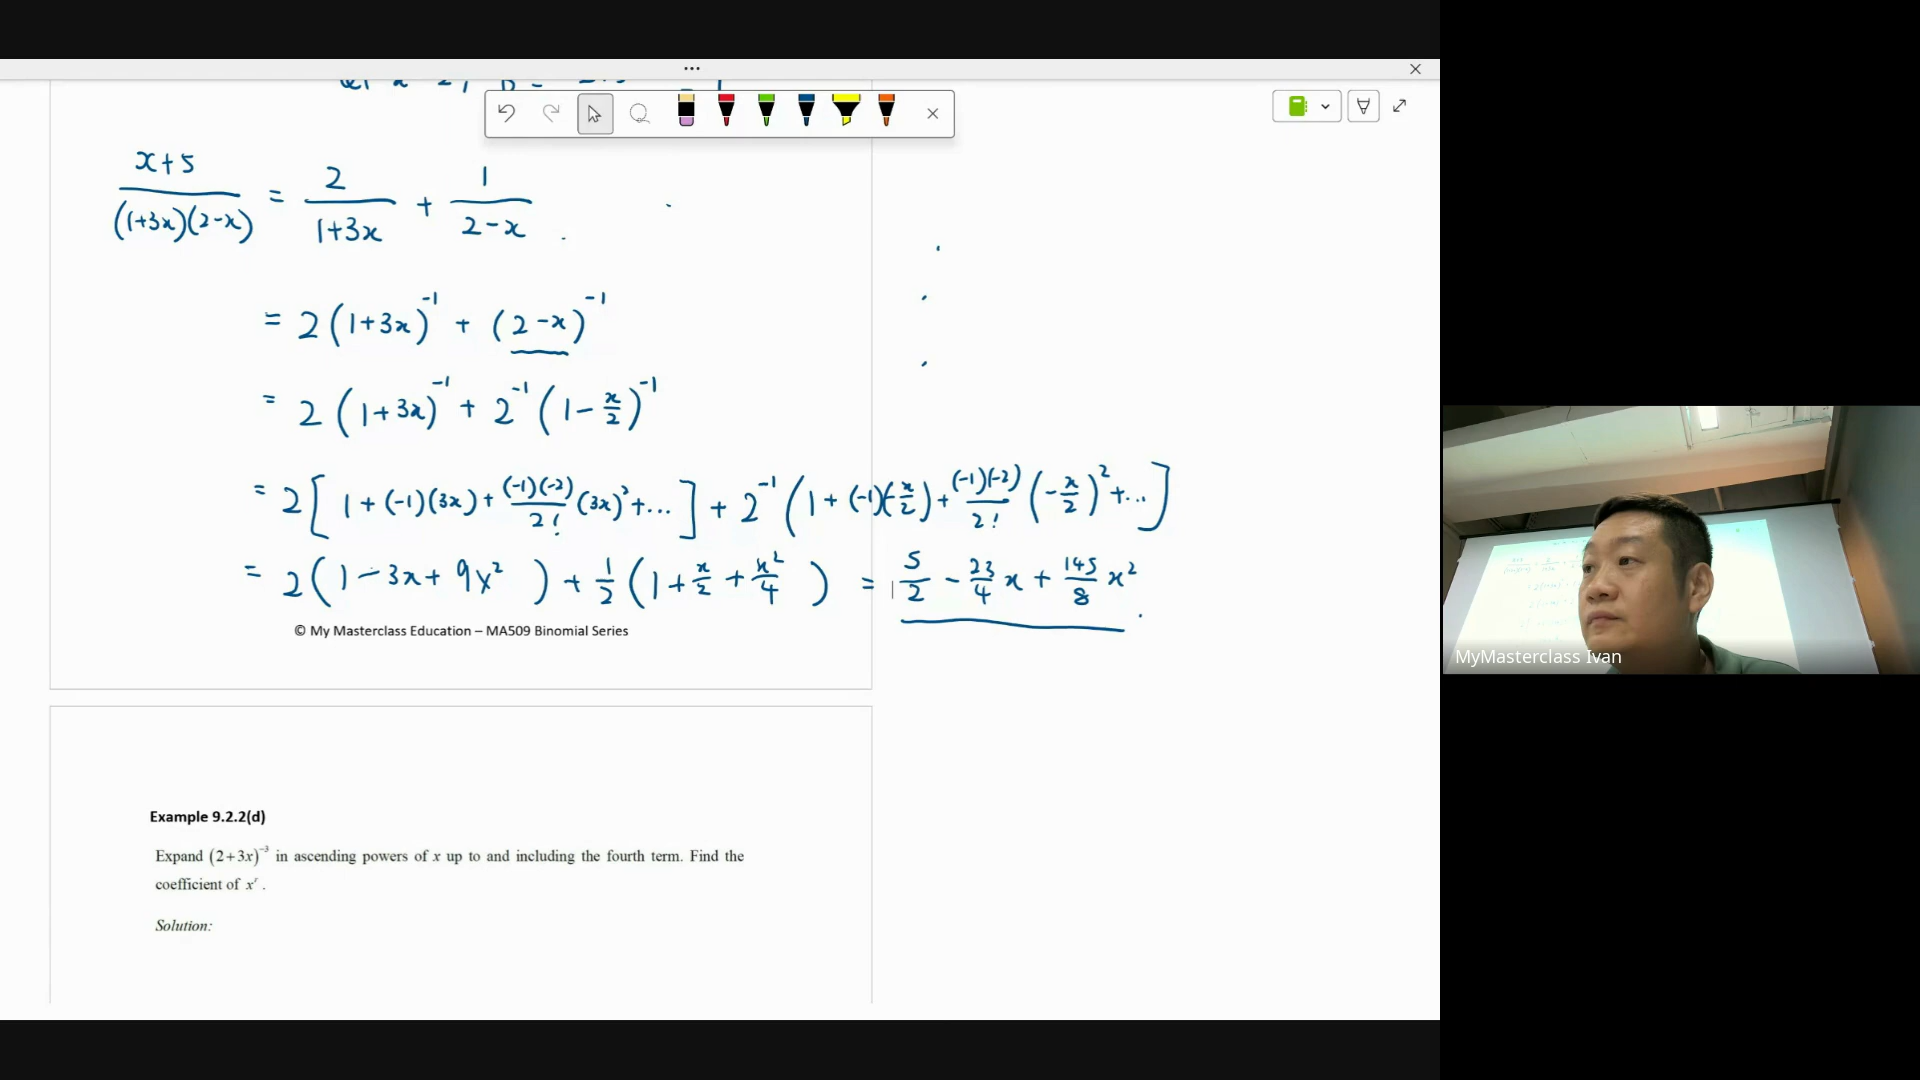 x+5/((1+3x)(2-x)) = 2/(1+3x) + 1/(2-x).
= 2(1+3x)^-1 + (2-x)^-1
= 2(1+3x)^-1 + 2^-1(1-x/2)^-1
= 2[1+(-1)(3x)+(-1)(-2)/2!(3x)^2+...] + 2^-1(1+(-1)(-x/2)+(-1)(-2)/2!(-x/2)^2+...]
= 2(1-3x+9x^2) + 1/2(1+x/2+x^2/4) = 5/2 - 23/4x + 145/8x^2.
© My Masterclass Education – MA509 Binomial Series
Example 9.2.2(d)
Expand (2+3x)^-3 in ascending powers of x up to and including the fourth term. Find the
coefficient of x^r.
Solution:
MyMasterclass Ivan